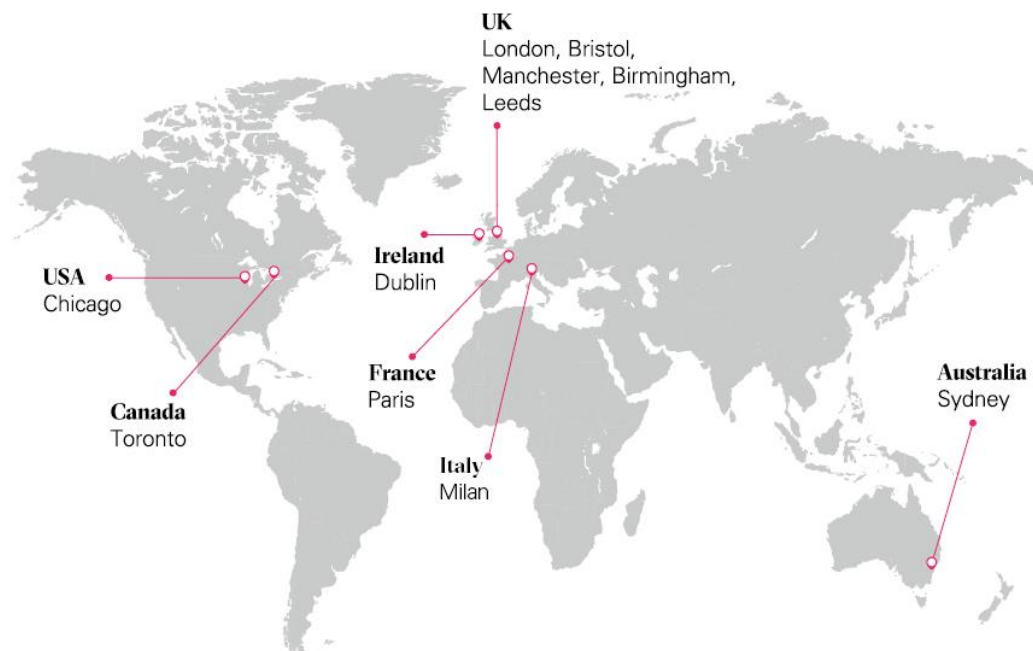 UK
London, Bristol,
Manchester, Birmingham,
Leeds
Ireland
Dublin
USA
Chicago
France
Paris
Canada
Toronto
Italy
Milan
Australia
Sydney